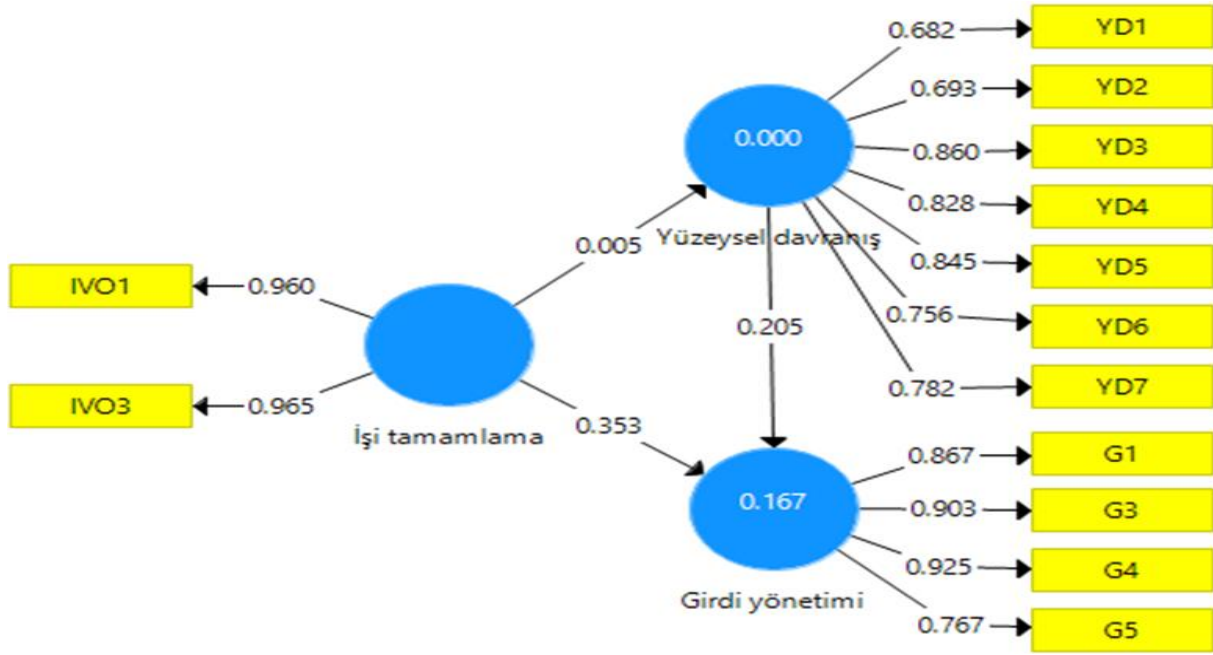 0.682
YD1
0.693
YD2
0.000
0.860
YD3
0.828
YD4
Yüzeysel davranış
0.005
0.845
YD5
IVO1
0.960
0.756
YD6
0.205
0.782
YD7
IVO3
0.965
İşi tamamlama
0.353
0.867
G1
0.167
0.903
G3
0.925
G4
Girdi yönetimi
0.767
G5